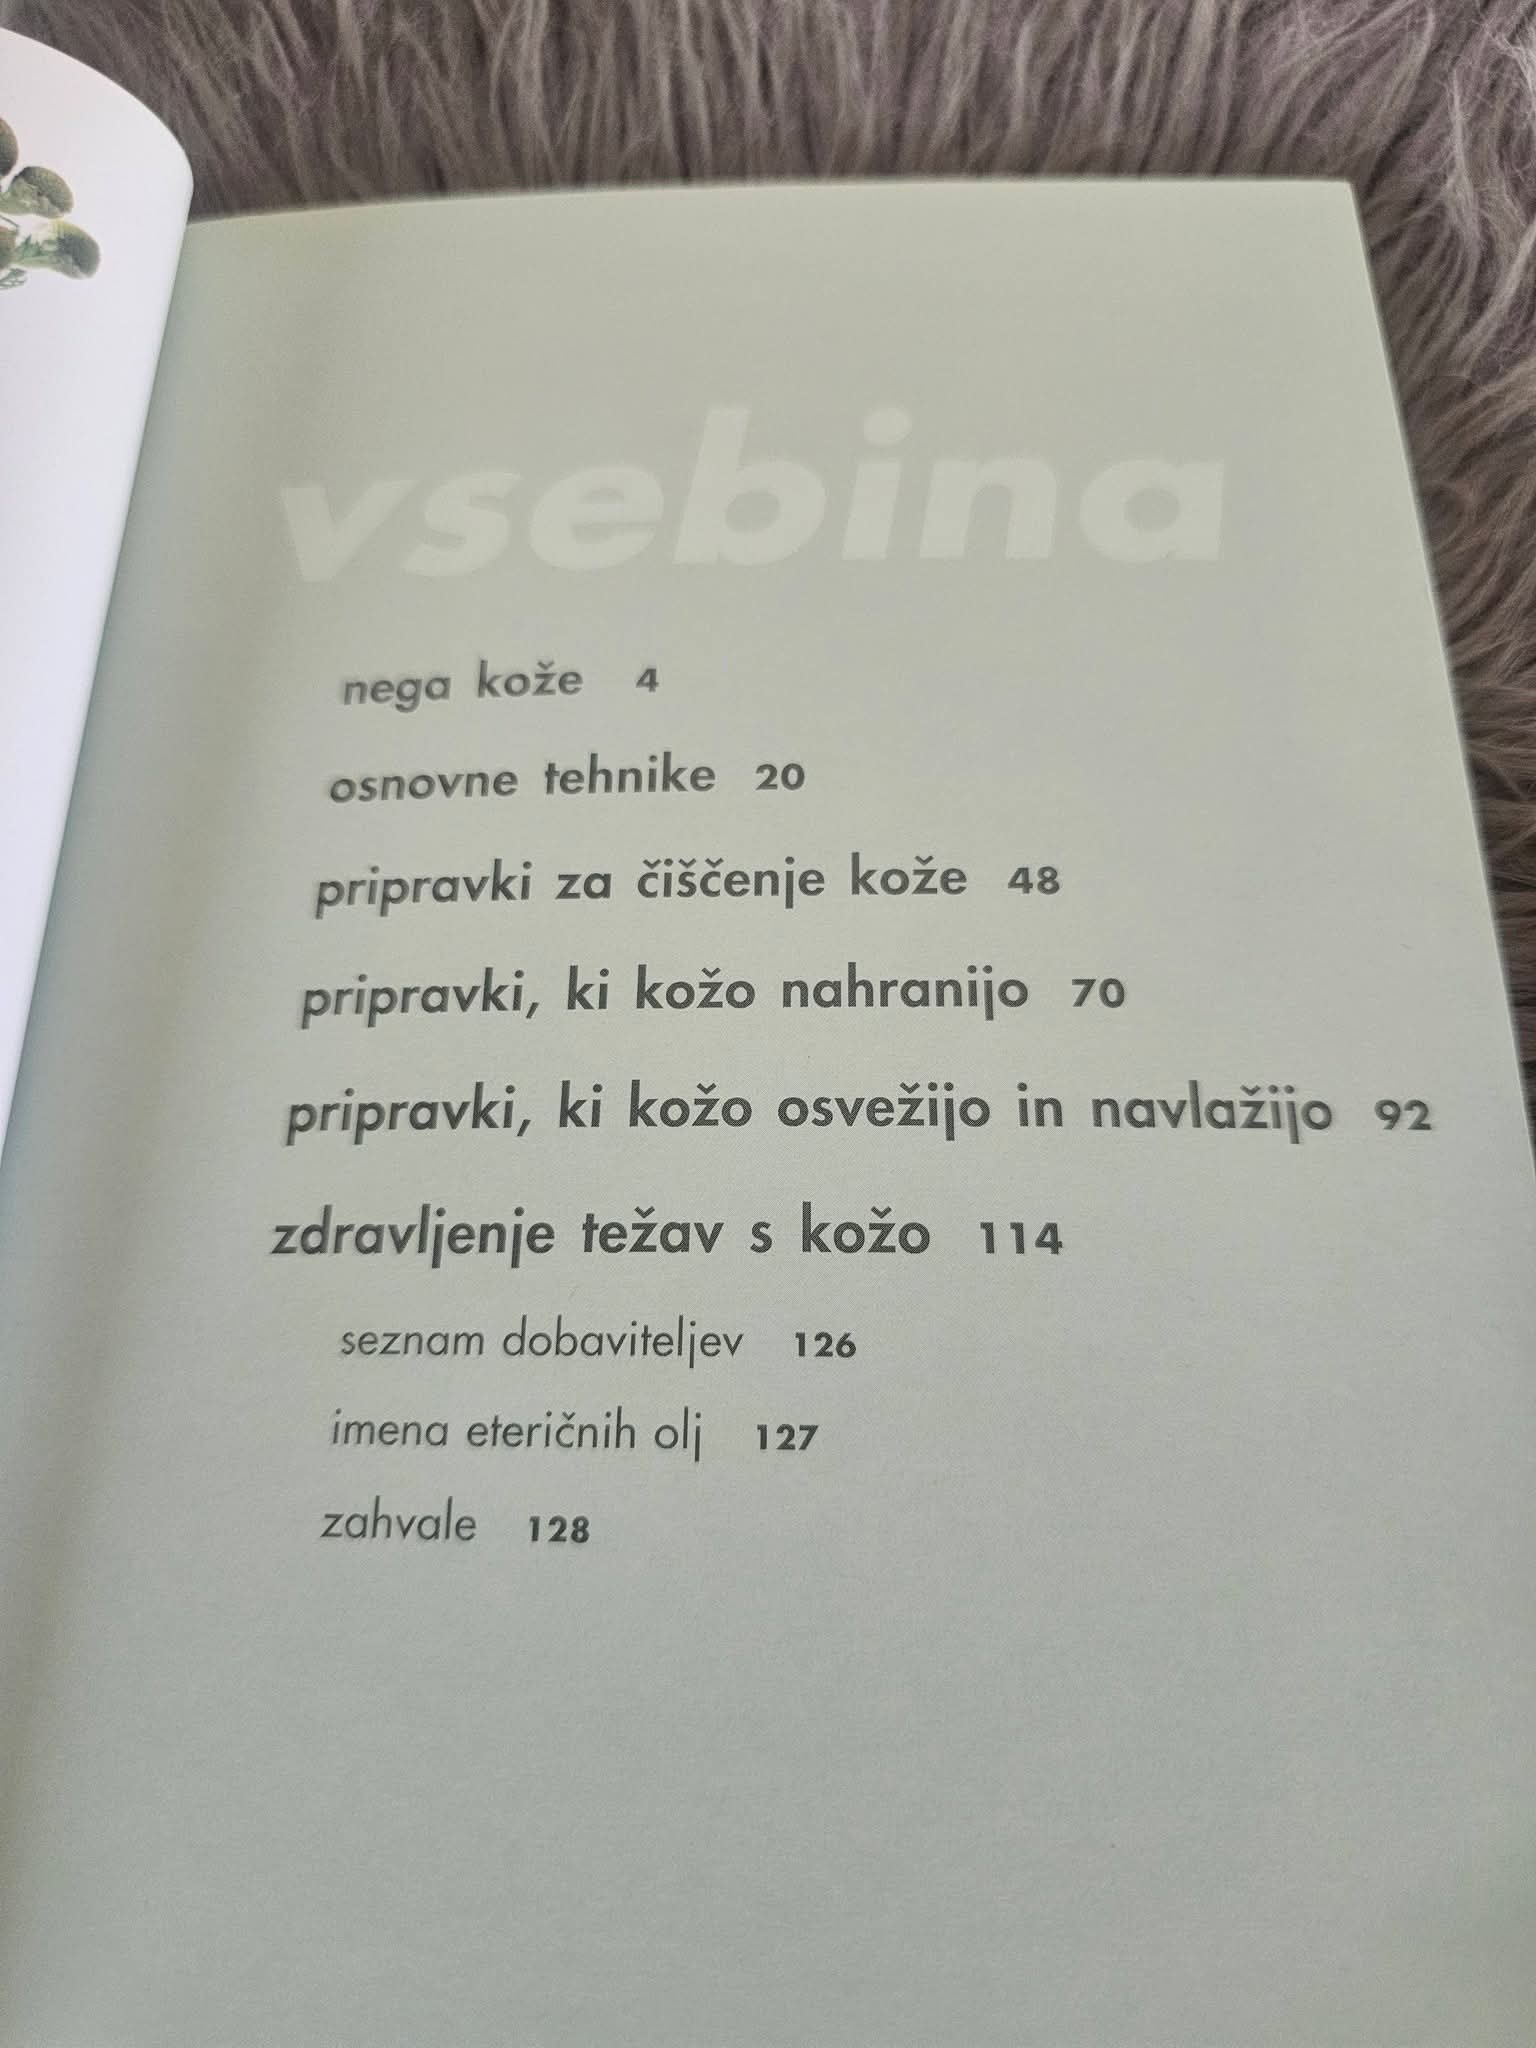 vsebina
nega kože 4
osnovne tehnike 20
pripravki za čiščenje kože 48
pripravki, ki kožo nahranijo 70
pripravki, ki kožo osvežijo in navlažijo 92
zdravljenje težav s kožo 114
seznam dobaviteljev 126
imena eteričnih olj 127
zahvale 128